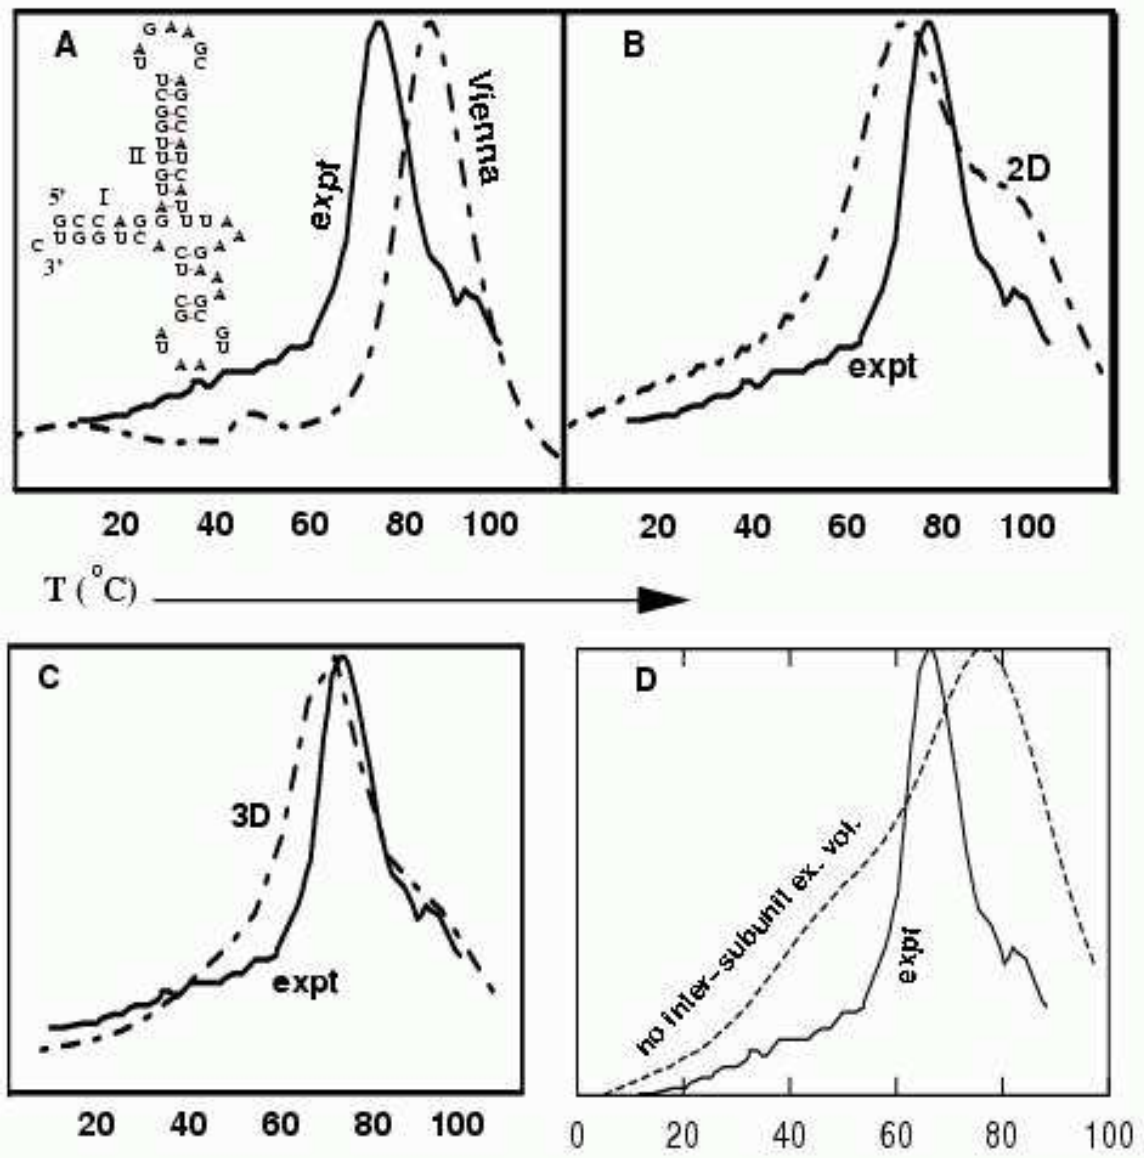 A
G A A
A G
U C
U-A
C-G
G-C
G-C
U-A
II U-U
U-C
G-A
A-U
5' I
G C C A G G U U U A A
C U G G U C A C-G A A
3' U-A A
C-G A
G-C
A G
U U
A A
expt
Vienna
B
2D
expt
20 40 60 80 100
20 40 60 80 100
T (°C)
C
3D
expt
20 40 60 80 100
D
no inter-subunit ex. vol.
expt
0 20 40 60 80 100